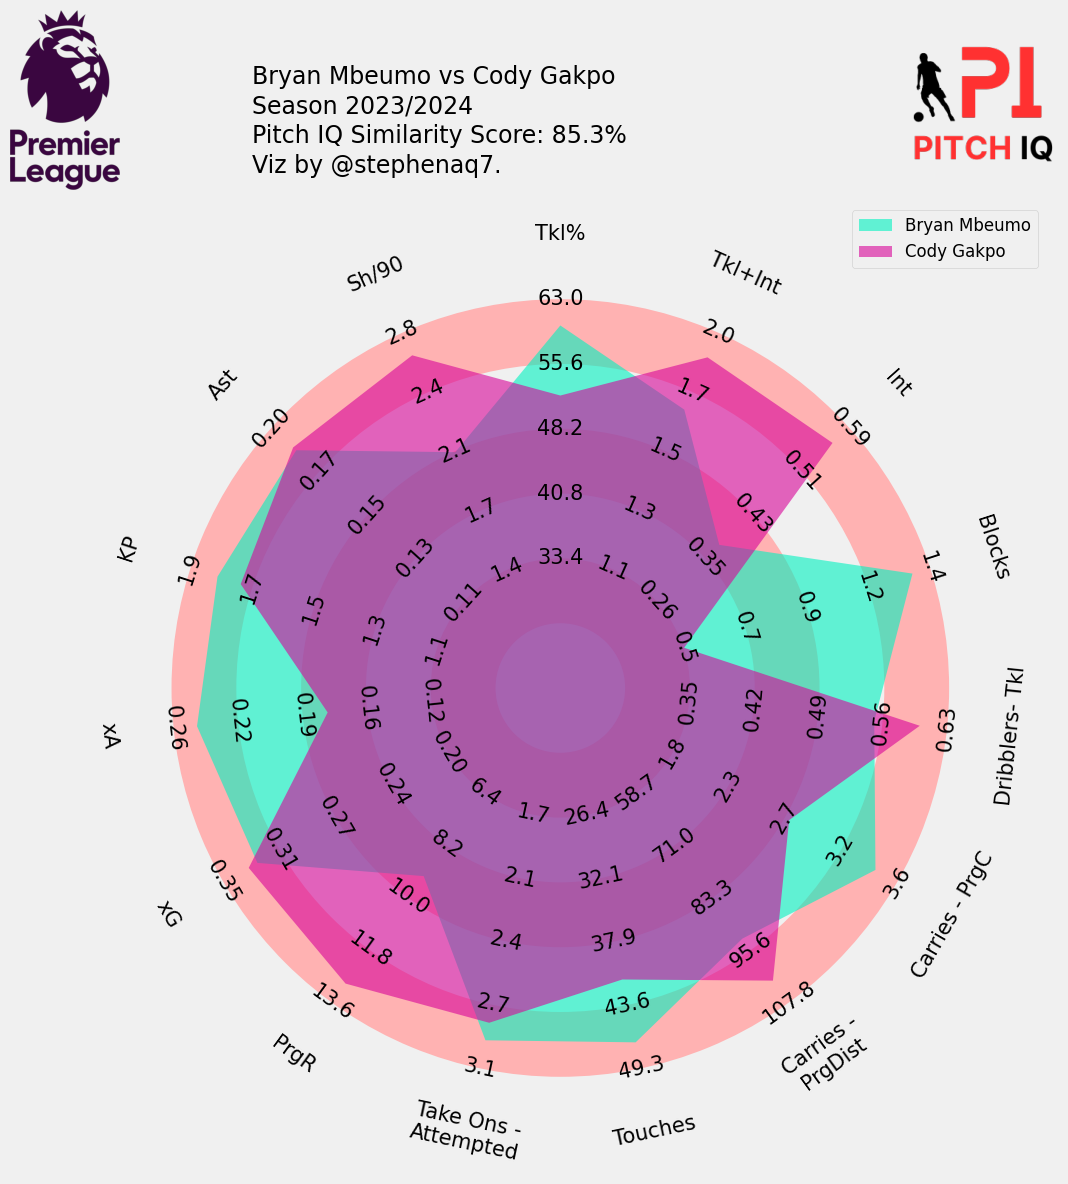 Premier
League
Bryan Mbeumo vs Cody Gakpo
Season 2023/2024
Pitch IQ Similarity Score: 85.3%
Viz by @stephenaq7.
PI
PITCH IQ
Bryan Mbeumo
Cody Gakpo
Tkl%
33.4
40.8
48.2
55.6
63.0
Tkl+Int
1.1
1.3
1.5
1.7
2.0
Int
0.26
0.35
0.43
0.51
0.59
Blocks
0.5
0.7
0.9
1.2
1.4
Dribblers- Tkl
0.35
0.42
0.49
0.56
0.63
Carries - PrgC
1.8
2.3
2.7
3.2
3.6
Carries -
PrgDist
58.7
71.0
83.3
95.6
107.8
Touches
26.4
32.1
37.9
43.6
49.3
Take Ons -
Attempted
1.7
2.1
2.4
2.7
3.1
PrgR
6.4
8.2
10.0
11.8
13.6
xG
0.20
0.24
0.27
0.31
0.35
xA
0.12
0.16
0.19
0.22
0.26
KP
1.1
1.3
1.5
1.7
1.9
Ast
0.11
0.13
0.15
0.17
0.20
Sh/90
1.4
1.7
2.1
2.4
2.8